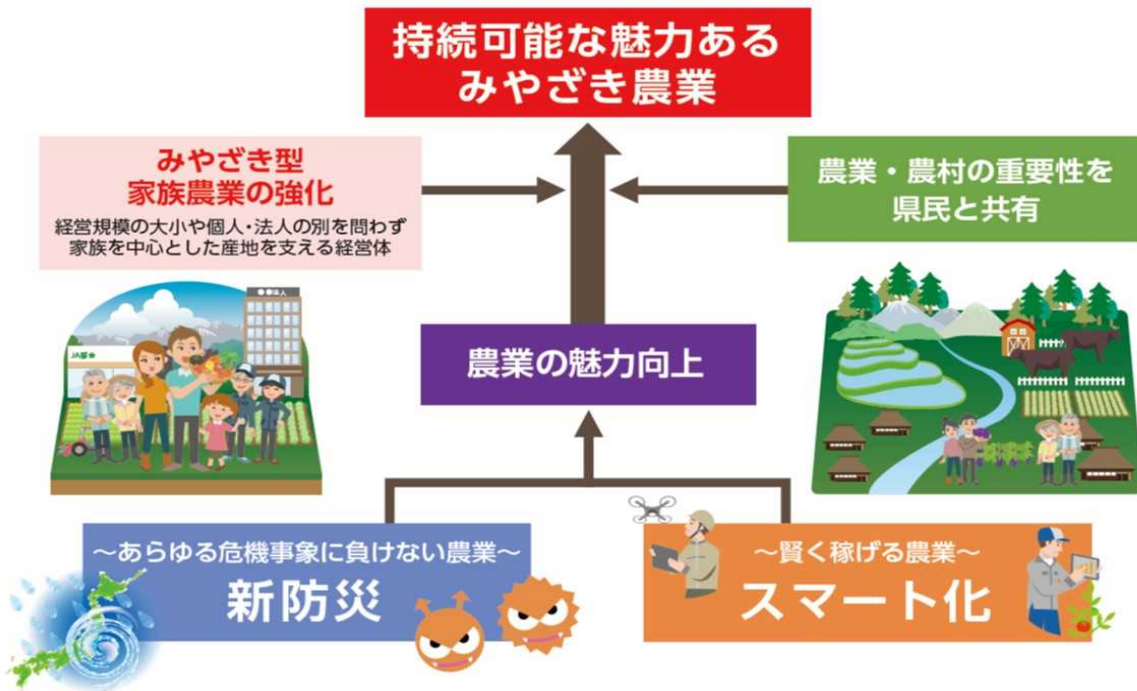 持続可能な魅力ある
みやざき農業
みやざき型
家族農業の強化
経営規模の大小や個人・法人の別を問わず
家族を中心とした産地を支える経営体
農業・農村の重要性を
県民と共有
●●法人
農業の魅力向上
～あらゆる危機事象に負けない農業～
新防災
～賢く稼げる農業～
スマート化